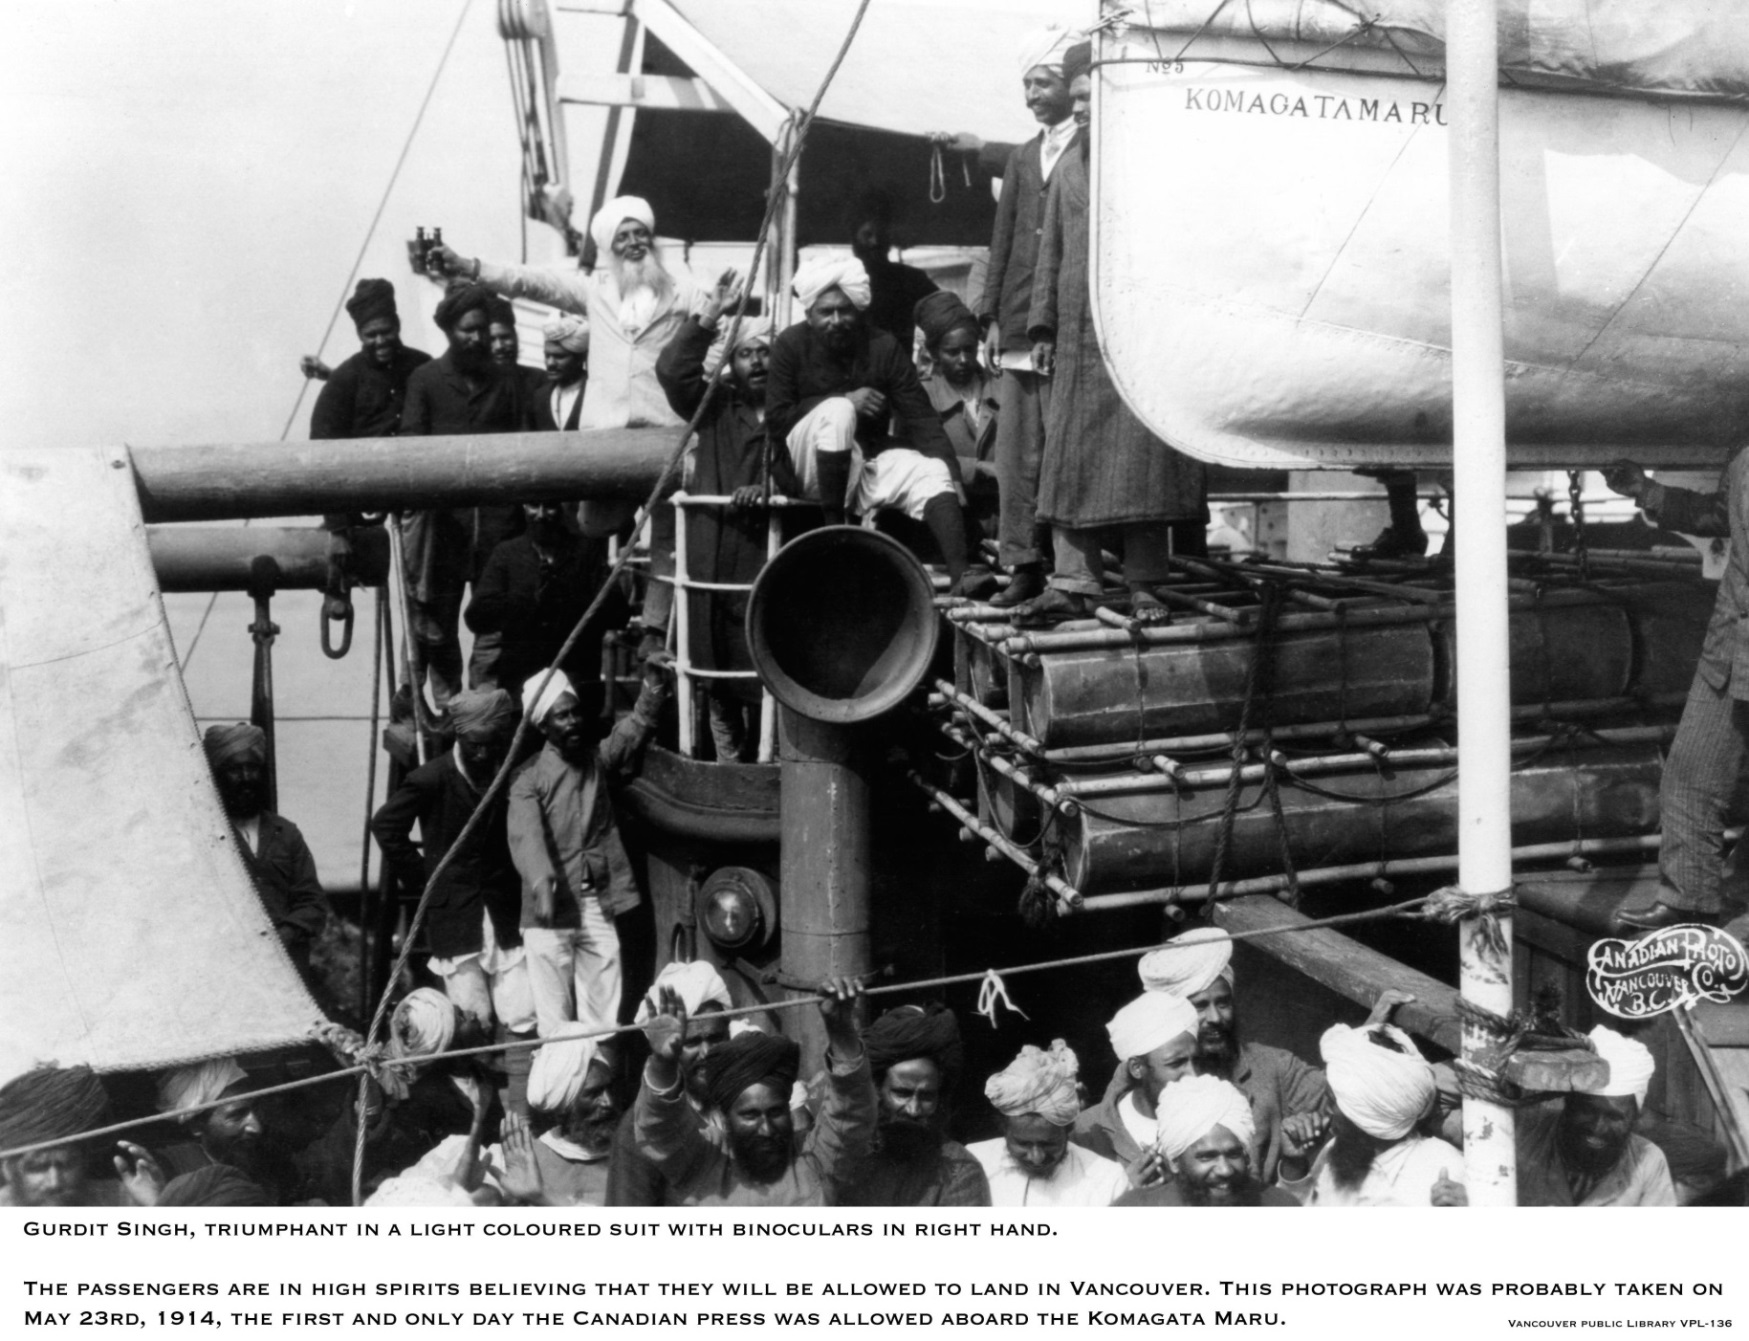 No 5
KOMAGATAMARU
CANADIAN PHOTO CO.
VANCOUVER
B.C.
GURDIT SINGH, TRIUMPHANT IN A LIGHT COLOURED SUIT WITH BINOCULARS IN RIGHT HAND.
THE PASSENGERS ARE IN HIGH SPIRITS BELIEVING THAT THEY WILL BE ALLOWED TO LAND IN VANCOUVER. THIS PHOTOGRAPH WAS PROBABLY TAKEN ON
MAY 23RD, 1914, THE FIRST AND ONLY DAY THE CANADIAN PRESS WAS ALLOWED ABOARD THE KOMAGATA MARU.
VANCOUVER PUBLIC LIBRARY VPL-136